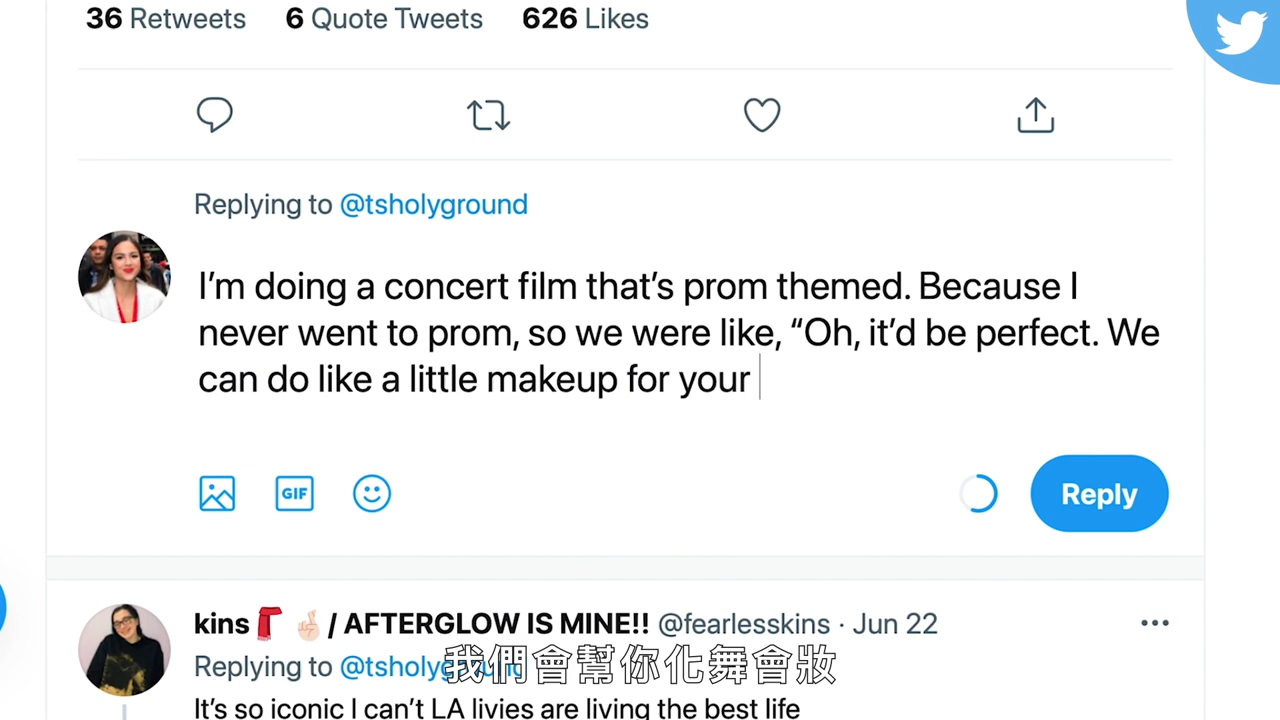 36 Retweets 6 Quote Tweets 626 Likes
Replying to @tsholyground
I'm doing a concert film that's prom themed. Because I
never went to prom, so we were like, “Oh, it'd be perfect. We
can do like a little makeup for your
GIF
Reply
kins🧣 🤞🏻 / AFTERGLOW IS MINE!! @fearlesskins · Jun 22
Replying to @tsholyground
我們會幫你化舞會妝
It's so iconic I can't LA livies are living the best life